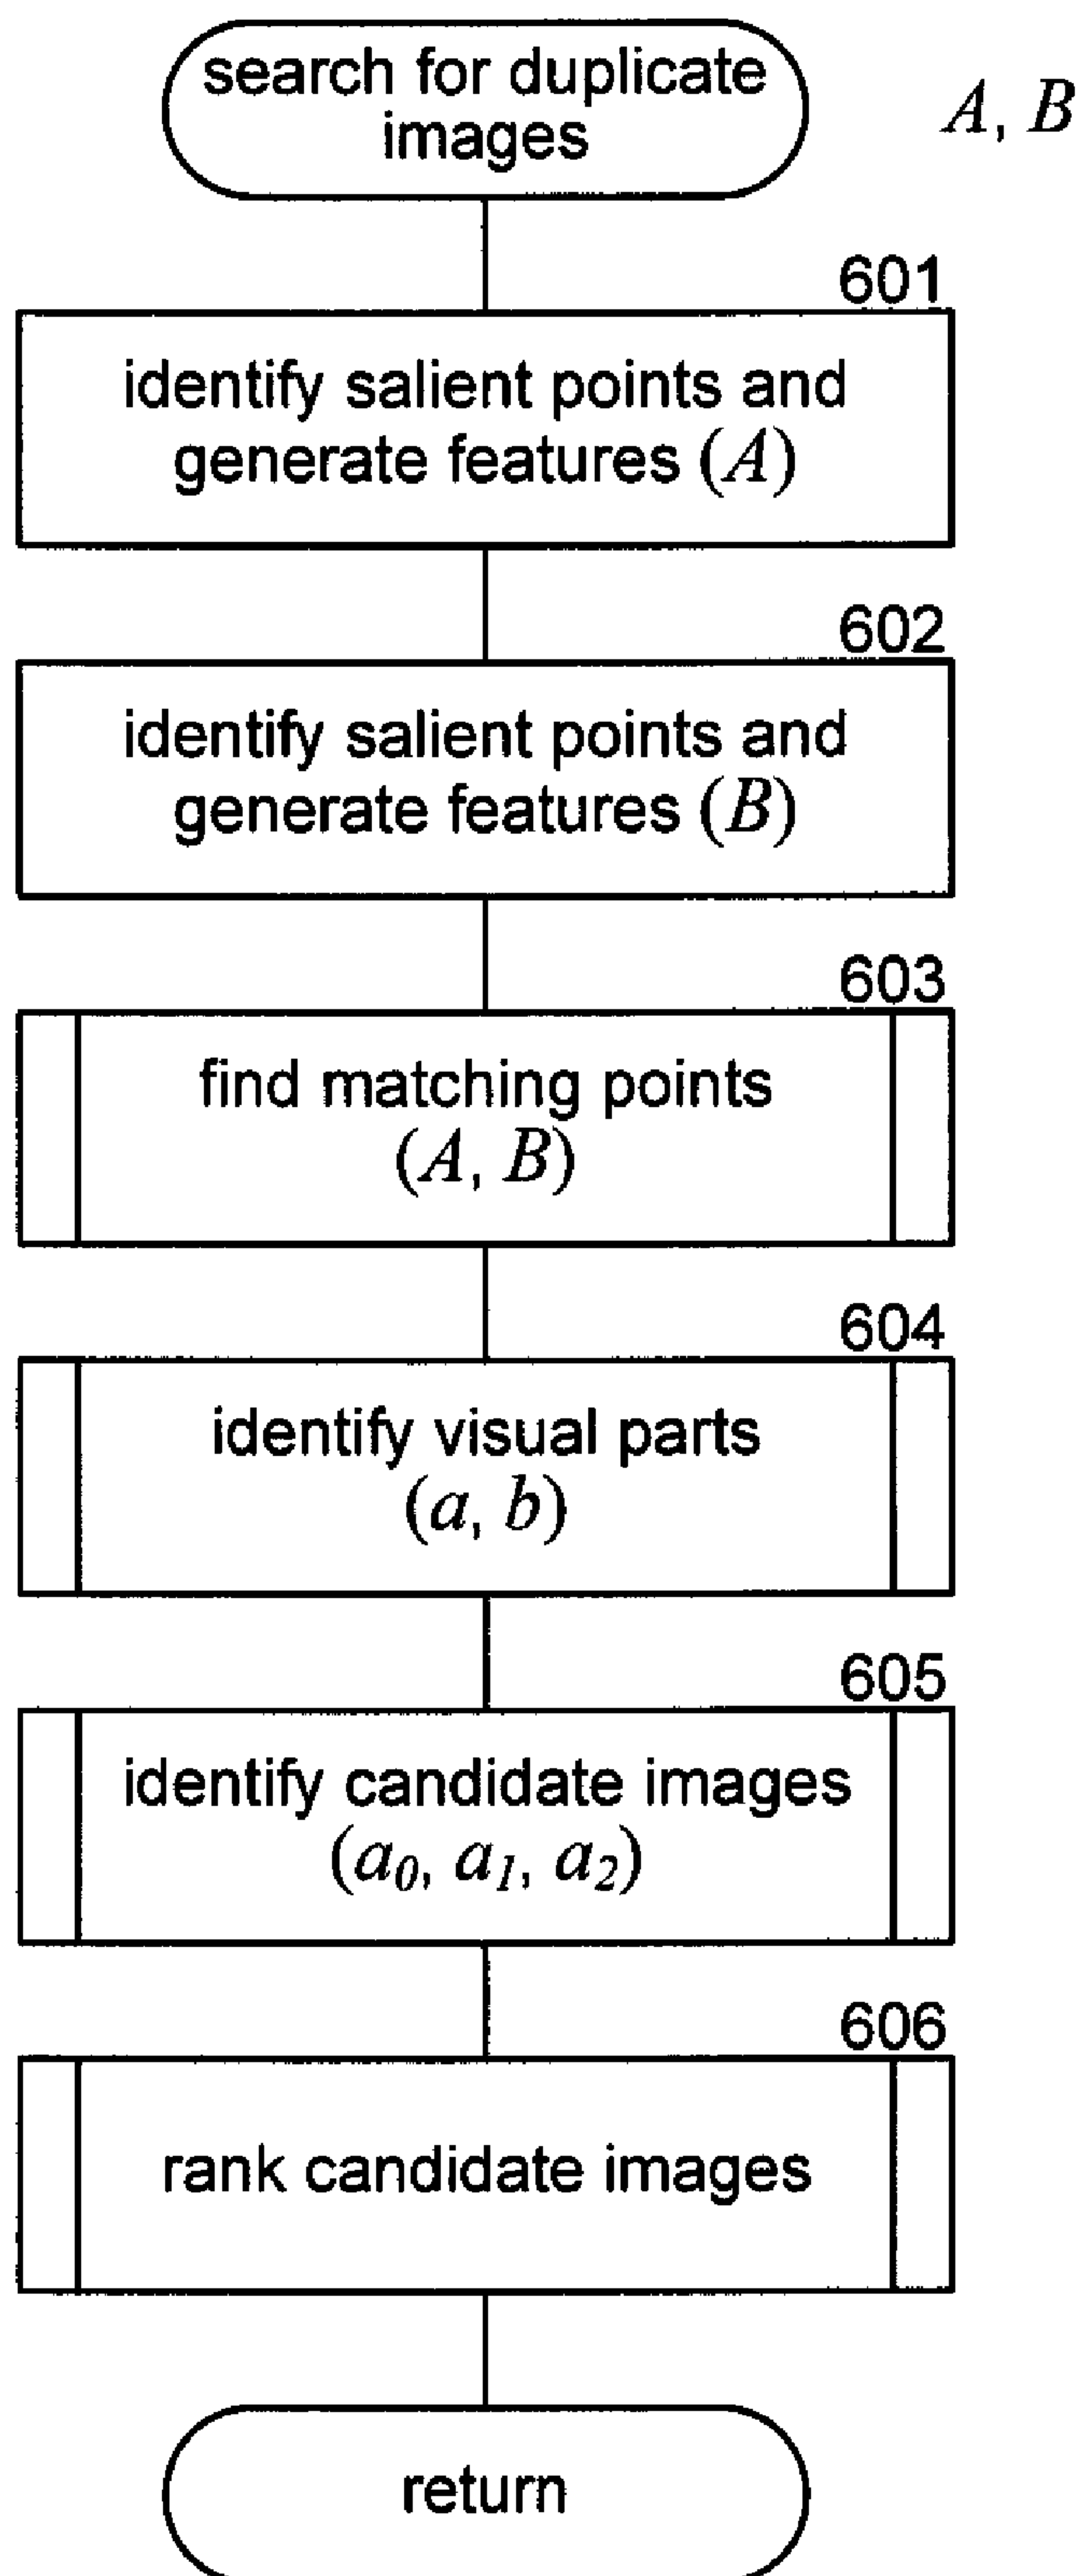 search for duplicate
images
A, B
601
identify salient points and
generate features (A)
602
identify salient points and
generate features (B)
603
find matching points
(A, B)
604
identify visual parts
(a, b)
605
identify candidate images
(a₀, a₁, a₂)
606
rank candidate images
return